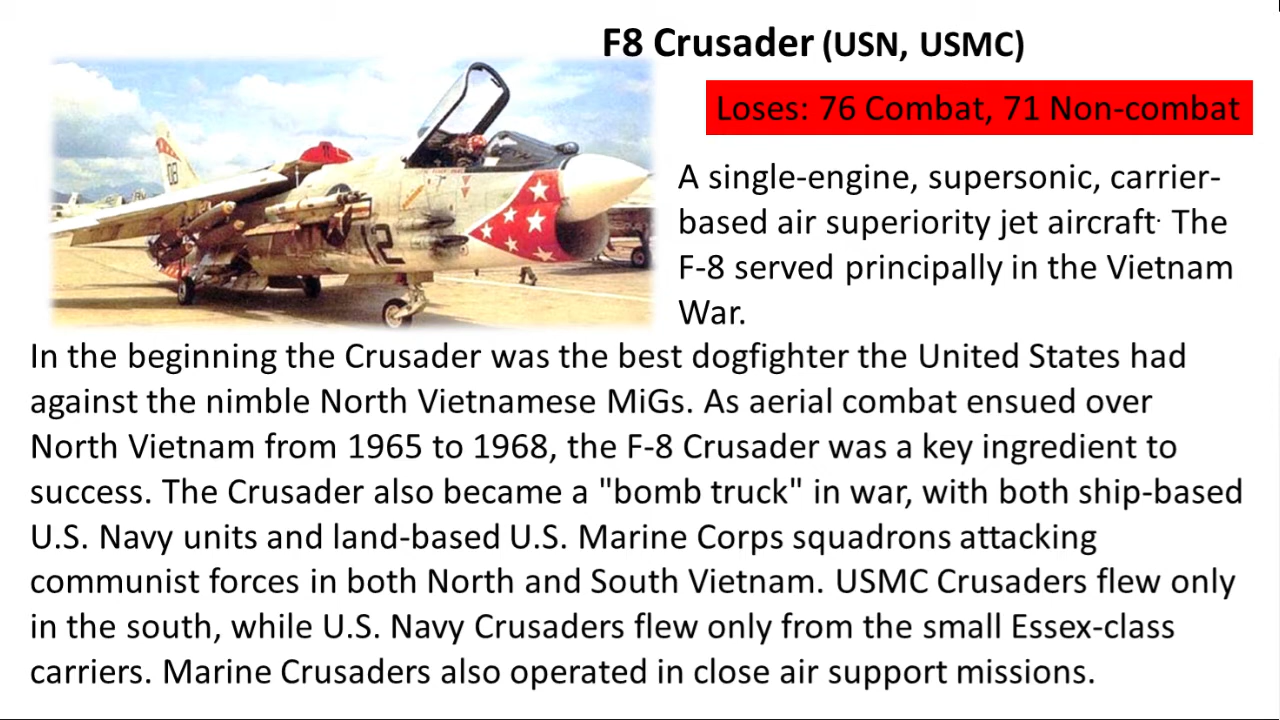 F8 Crusader (USN, USMC)
Loses: 76 Combat, 71 Non-combat
A single-engine, supersonic, carrier-
based air superiority jet aircraft. The
F-8 served principally in the Vietnam
War.
In the beginning the Crusader was the best dogfighter the United States had
against the nimble North Vietnamese MiGs. As aerial combat ensued over
North Vietnam from 1965 to 1968, the F-8 Crusader was a key ingredient to
success. The Crusader also became a "bomb truck" in war, with both ship-based
U.S. Navy units and land-based U.S. Marine Corps squadrons attacking
communist forces in both North and South Vietnam. USMC Crusaders flew only
in the south, while U.S. Navy Crusaders flew only from the small Essex-class
carriers. Marine Crusaders also operated in close air support missions.
12